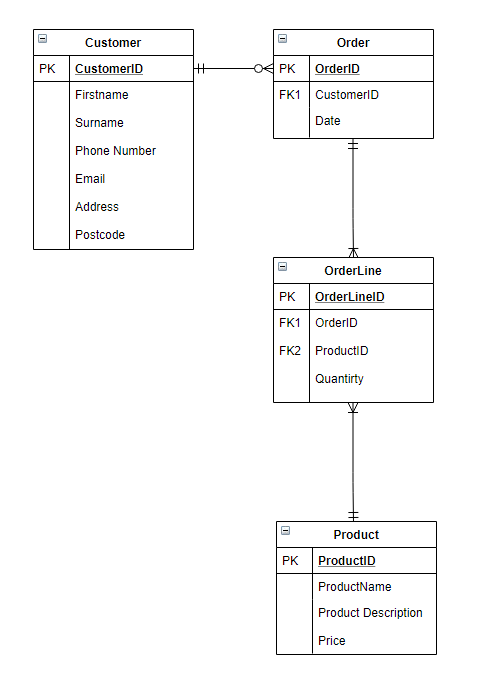 Customer
PK CustomerID
Firstname
Surname
Phone Number
Email
Address
Postcode
Order
PK OrderID
FK1 CustomerID
Date
OrderLine
PK OrderLineID
FK1 OrderID
FK2 ProductID
Quantirty
Product
PK ProductID
ProductName
Product Description
Price